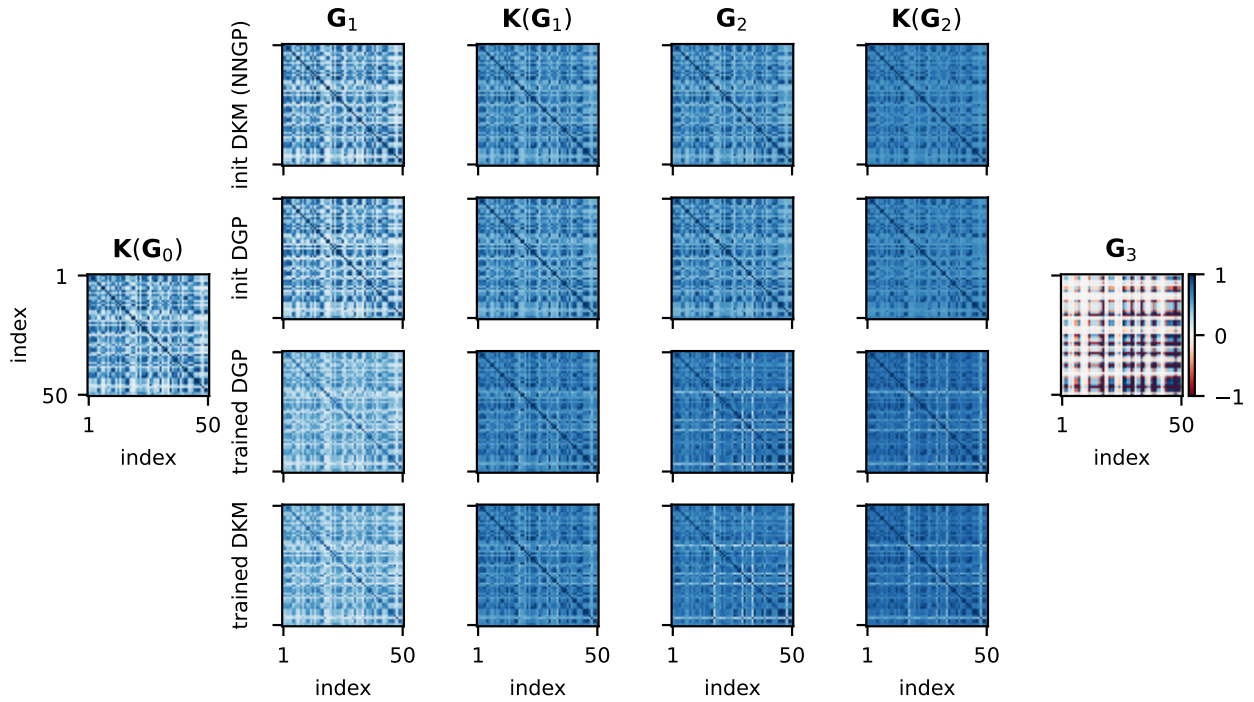 G1 K(G1) G2 K(G2)
init DKM (NNGP)
init DGP
K(G0) G3
1 1
index 0
50 −1
1 50 1 50
index index
trained DGP
trained DKM
1 50 1 50 1 50 1 50
index index index index